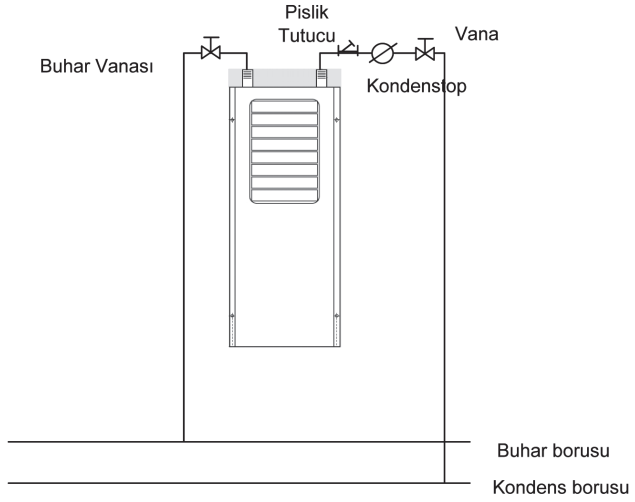 Pislik
Tutucu
Vana
Buhar Vanası
Kondenstop
Buhar borusu
Kondens borusu